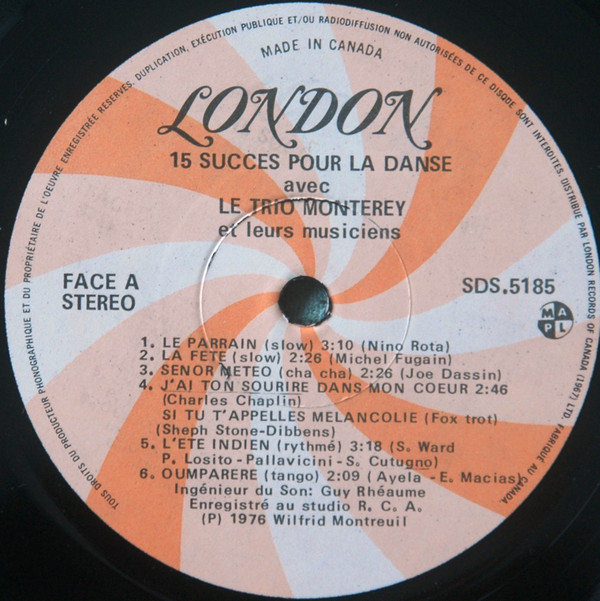 TOUS DROITS DU PRODUCTEUR PHONOGRAPHIQUE ET DU PROPRIÉTAIRE DE L'OEUVRE ENREGISTRÉE RESERVES. DUPLICATION, EXÉCUTION PUBLIQUE ET/OU RADIODIFFUSION NON AUTORISÉES DE CE DISQUE SONT INTERDITES. DISTRIBUE PAR LONDON RECORDS OF CANADA (1967) LTD FABRIQUE AU CANADA.
MADE IN CANADA
LONDON
15 SUCCES POUR LA DANSE
avec
LE TRIO MONTEREY
et leurs musiciens
FACE A
STEREO
SDS.5185
M A
P L
1. LE PARRAIN (slow) 3:10 (Nino Rota)
2. LA FETE (slow) 2:26 (Michel Fugain)
3. SENOR METEO (cha cha) 2:26 (Joe Dassin)
4. J'AI TON SOURIRE DANS MON COEUR 2:46
(Charles Chaplin)
SI TU T'APPELLES MELANCOLIE (Fox trot)
(Sheph Stone-Dibbens)
5. L'ETE INDIEN (rythmé) 3:18 (S. Ward
P. Losito - Pallavicini - S. Cutugno)
6. OUMPARERE (tango) 2:09 (Ayela - E. Macias)
Ingénieur du Son: Guy Rhéaume
Enregistré au studio R. C. A.
(P) 1976 Wilfrid Montreuil